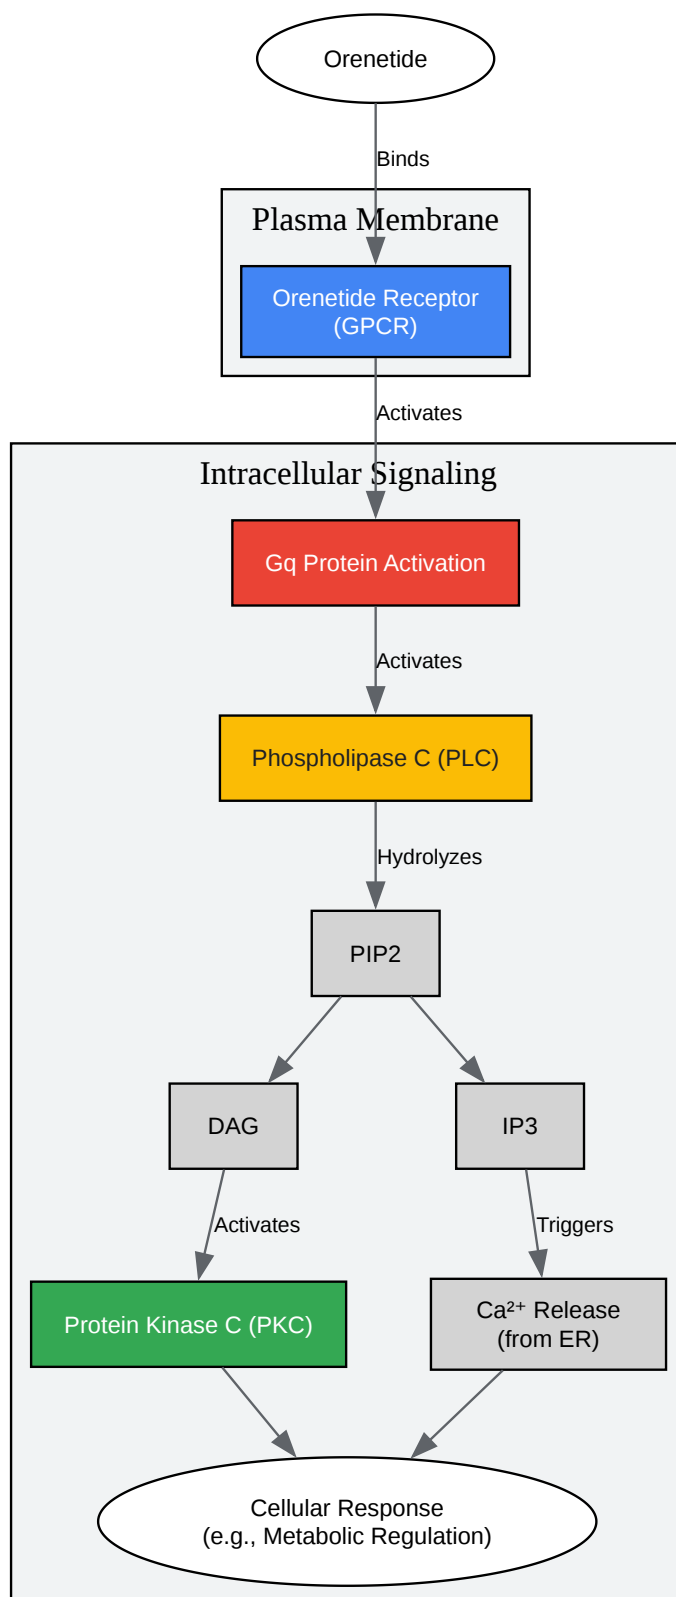 Orenetide
Binds
Plasma Membrane
Orenetide Receptor
(GPCR)
Activates
Intracellular Signaling
Gq Protein Activation
Activates
Phospholipase C (PLC)
Hydrolyzes
PIP2
DAG
IP3
Activates
Triggers
Protein Kinase C (PKC)
Ca²⁺ Release
(from ER)
Cellular Response
(e.g., Metabolic Regulation)